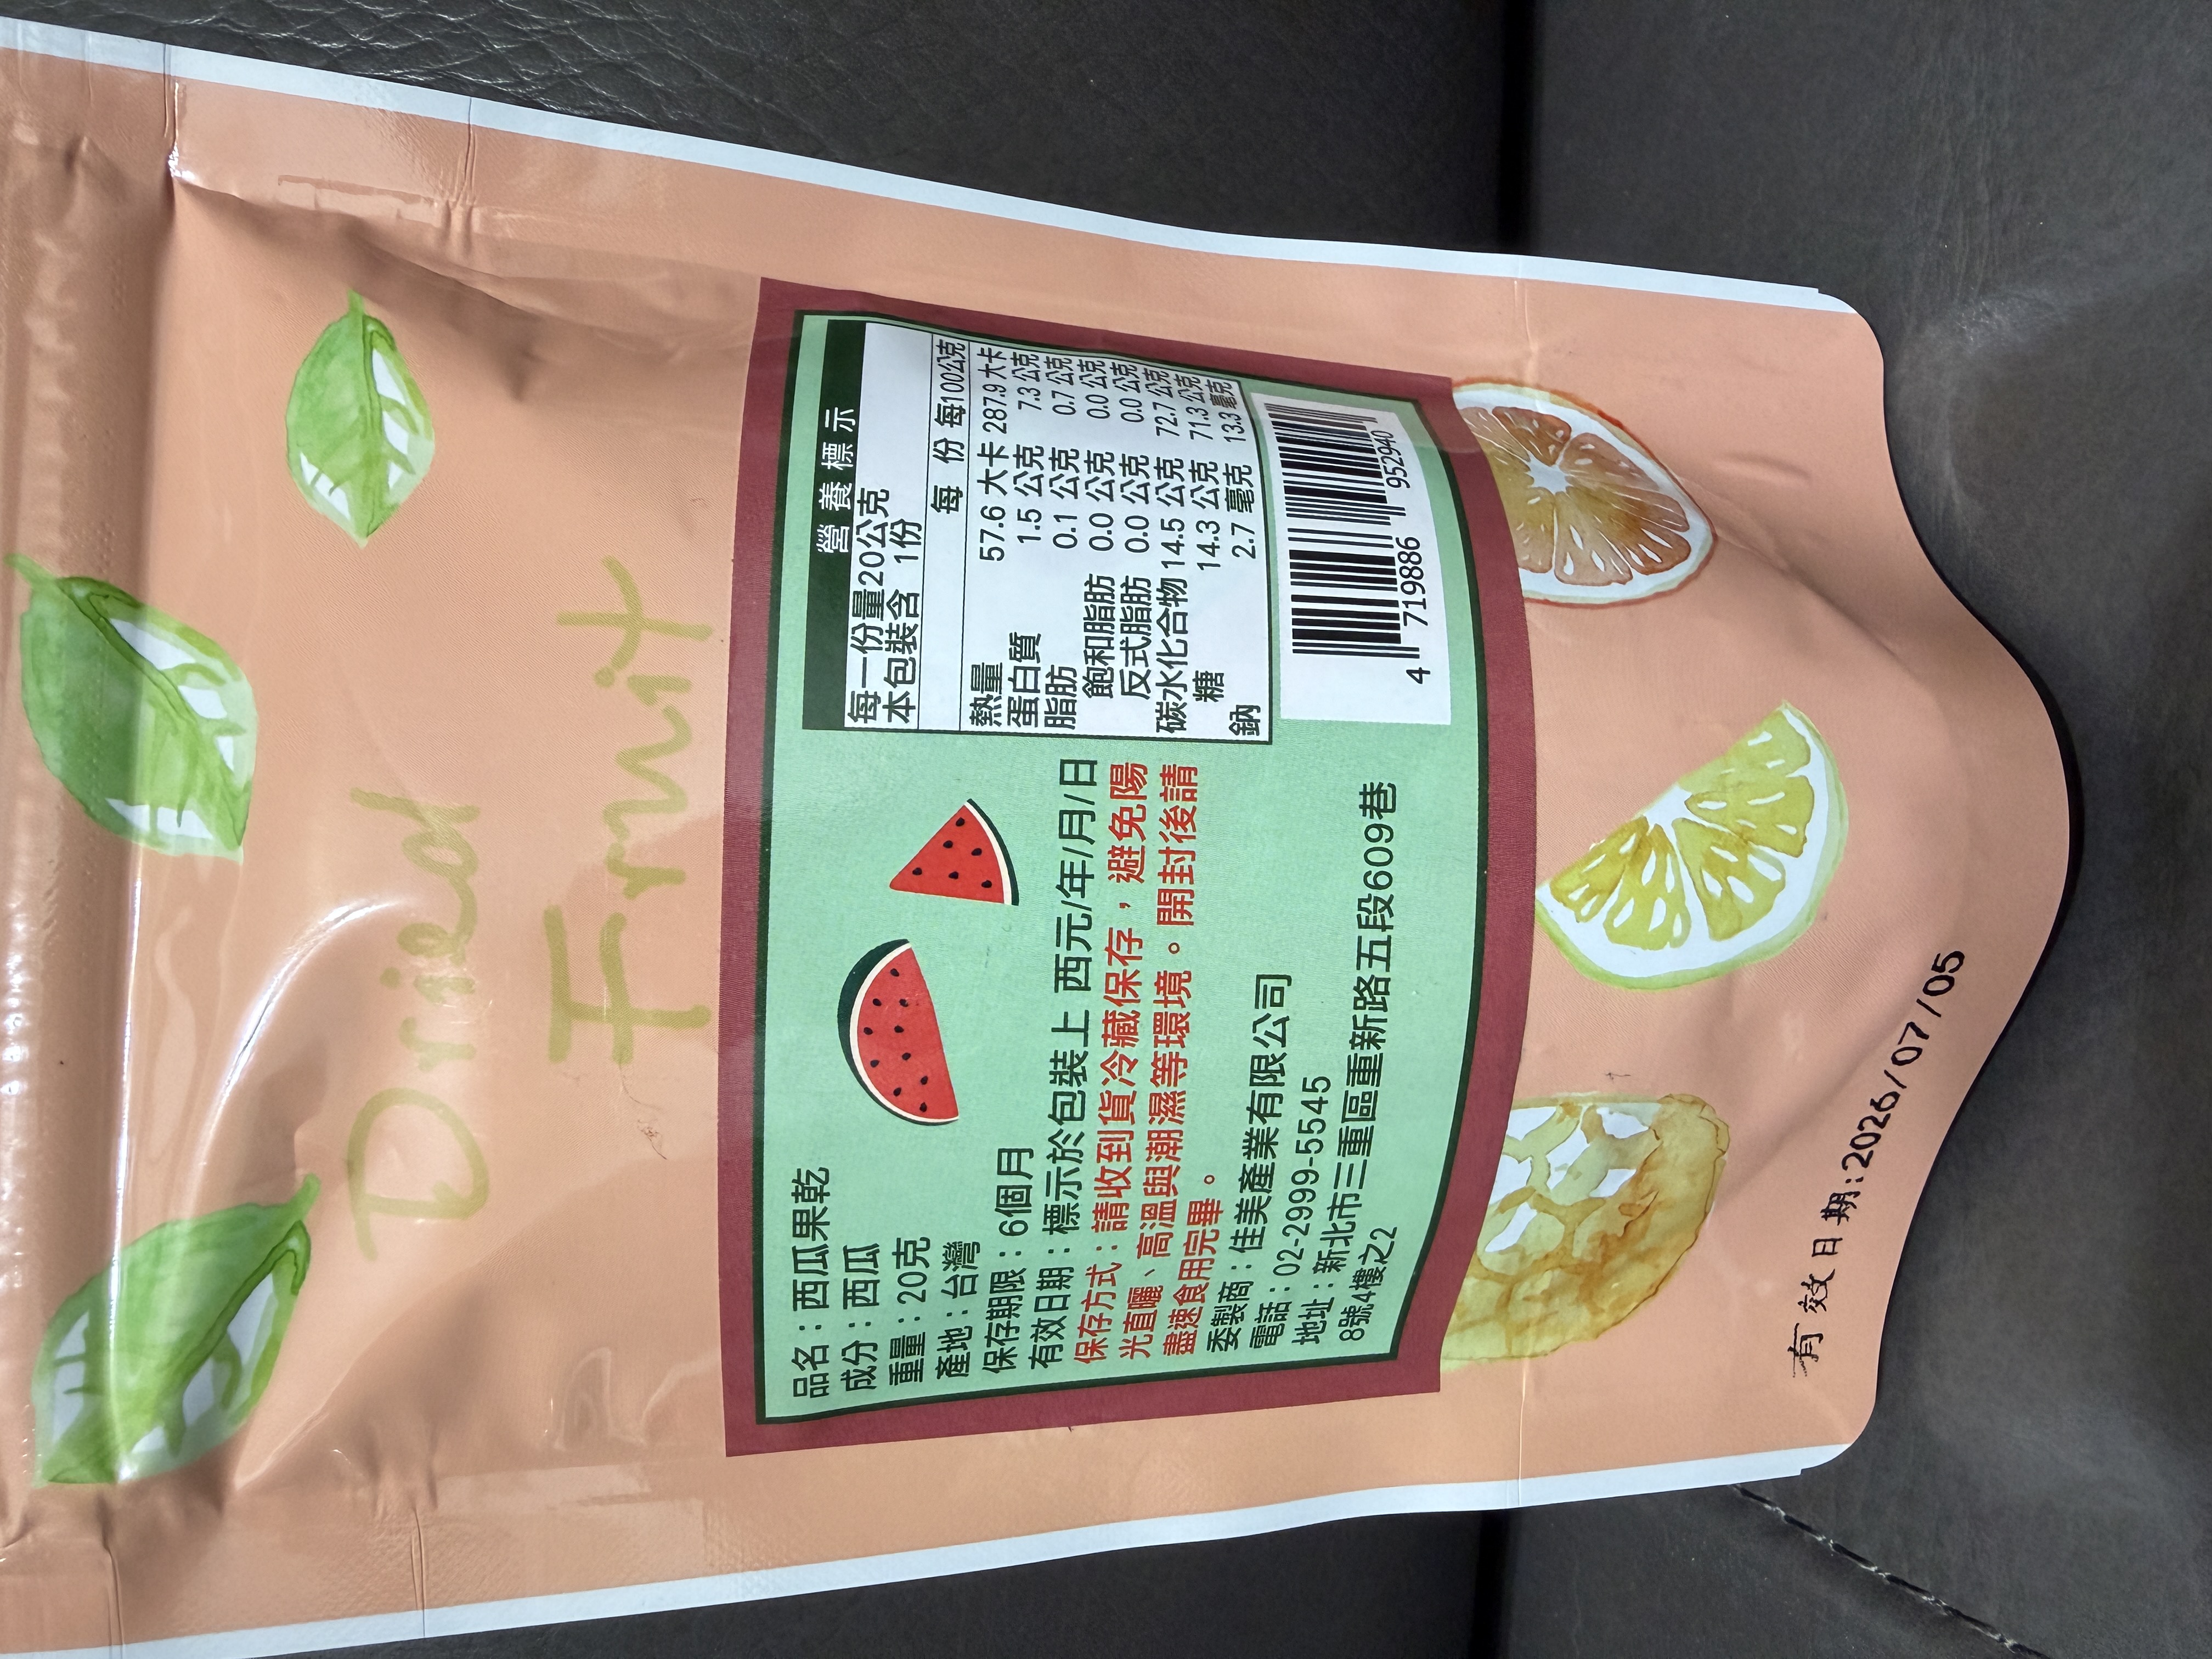 Dried
Fruit
品名：西瓜果乾
成分：西瓜
重量：20克
產地：台灣
保存期限：6個月
有效日期：標示於包裝上 西元/年/月/日
保存方式：請收到貨冷藏保存，避免陽
光直曬、高溫與潮濕等環境。開封後請
盡速食用完畢。
委製商：佳美產業有限公司
電話：02-2999-5545
地址：新北市三重區重新路五段609巷
8號4樓之2
營養標示
每一份量20公克
本包裝含 1份
每 份 每100公克
熱量 57.6 大卡 287.9 大卡
蛋白質 1.5 公克 7.3 公克
脂肪 0.1 公克 0.7 公克
飽和脂肪 0.0 公克 0.0 公克
反式脂肪 0.0 公克 0.0 公克
碳水化合物 14.5 公克 72.7 公克
糖 14.3 公克 71.3 公克
鈉 2.7 毫克 13.3 毫克
4 719886 952940
有效日期:2026/07/05